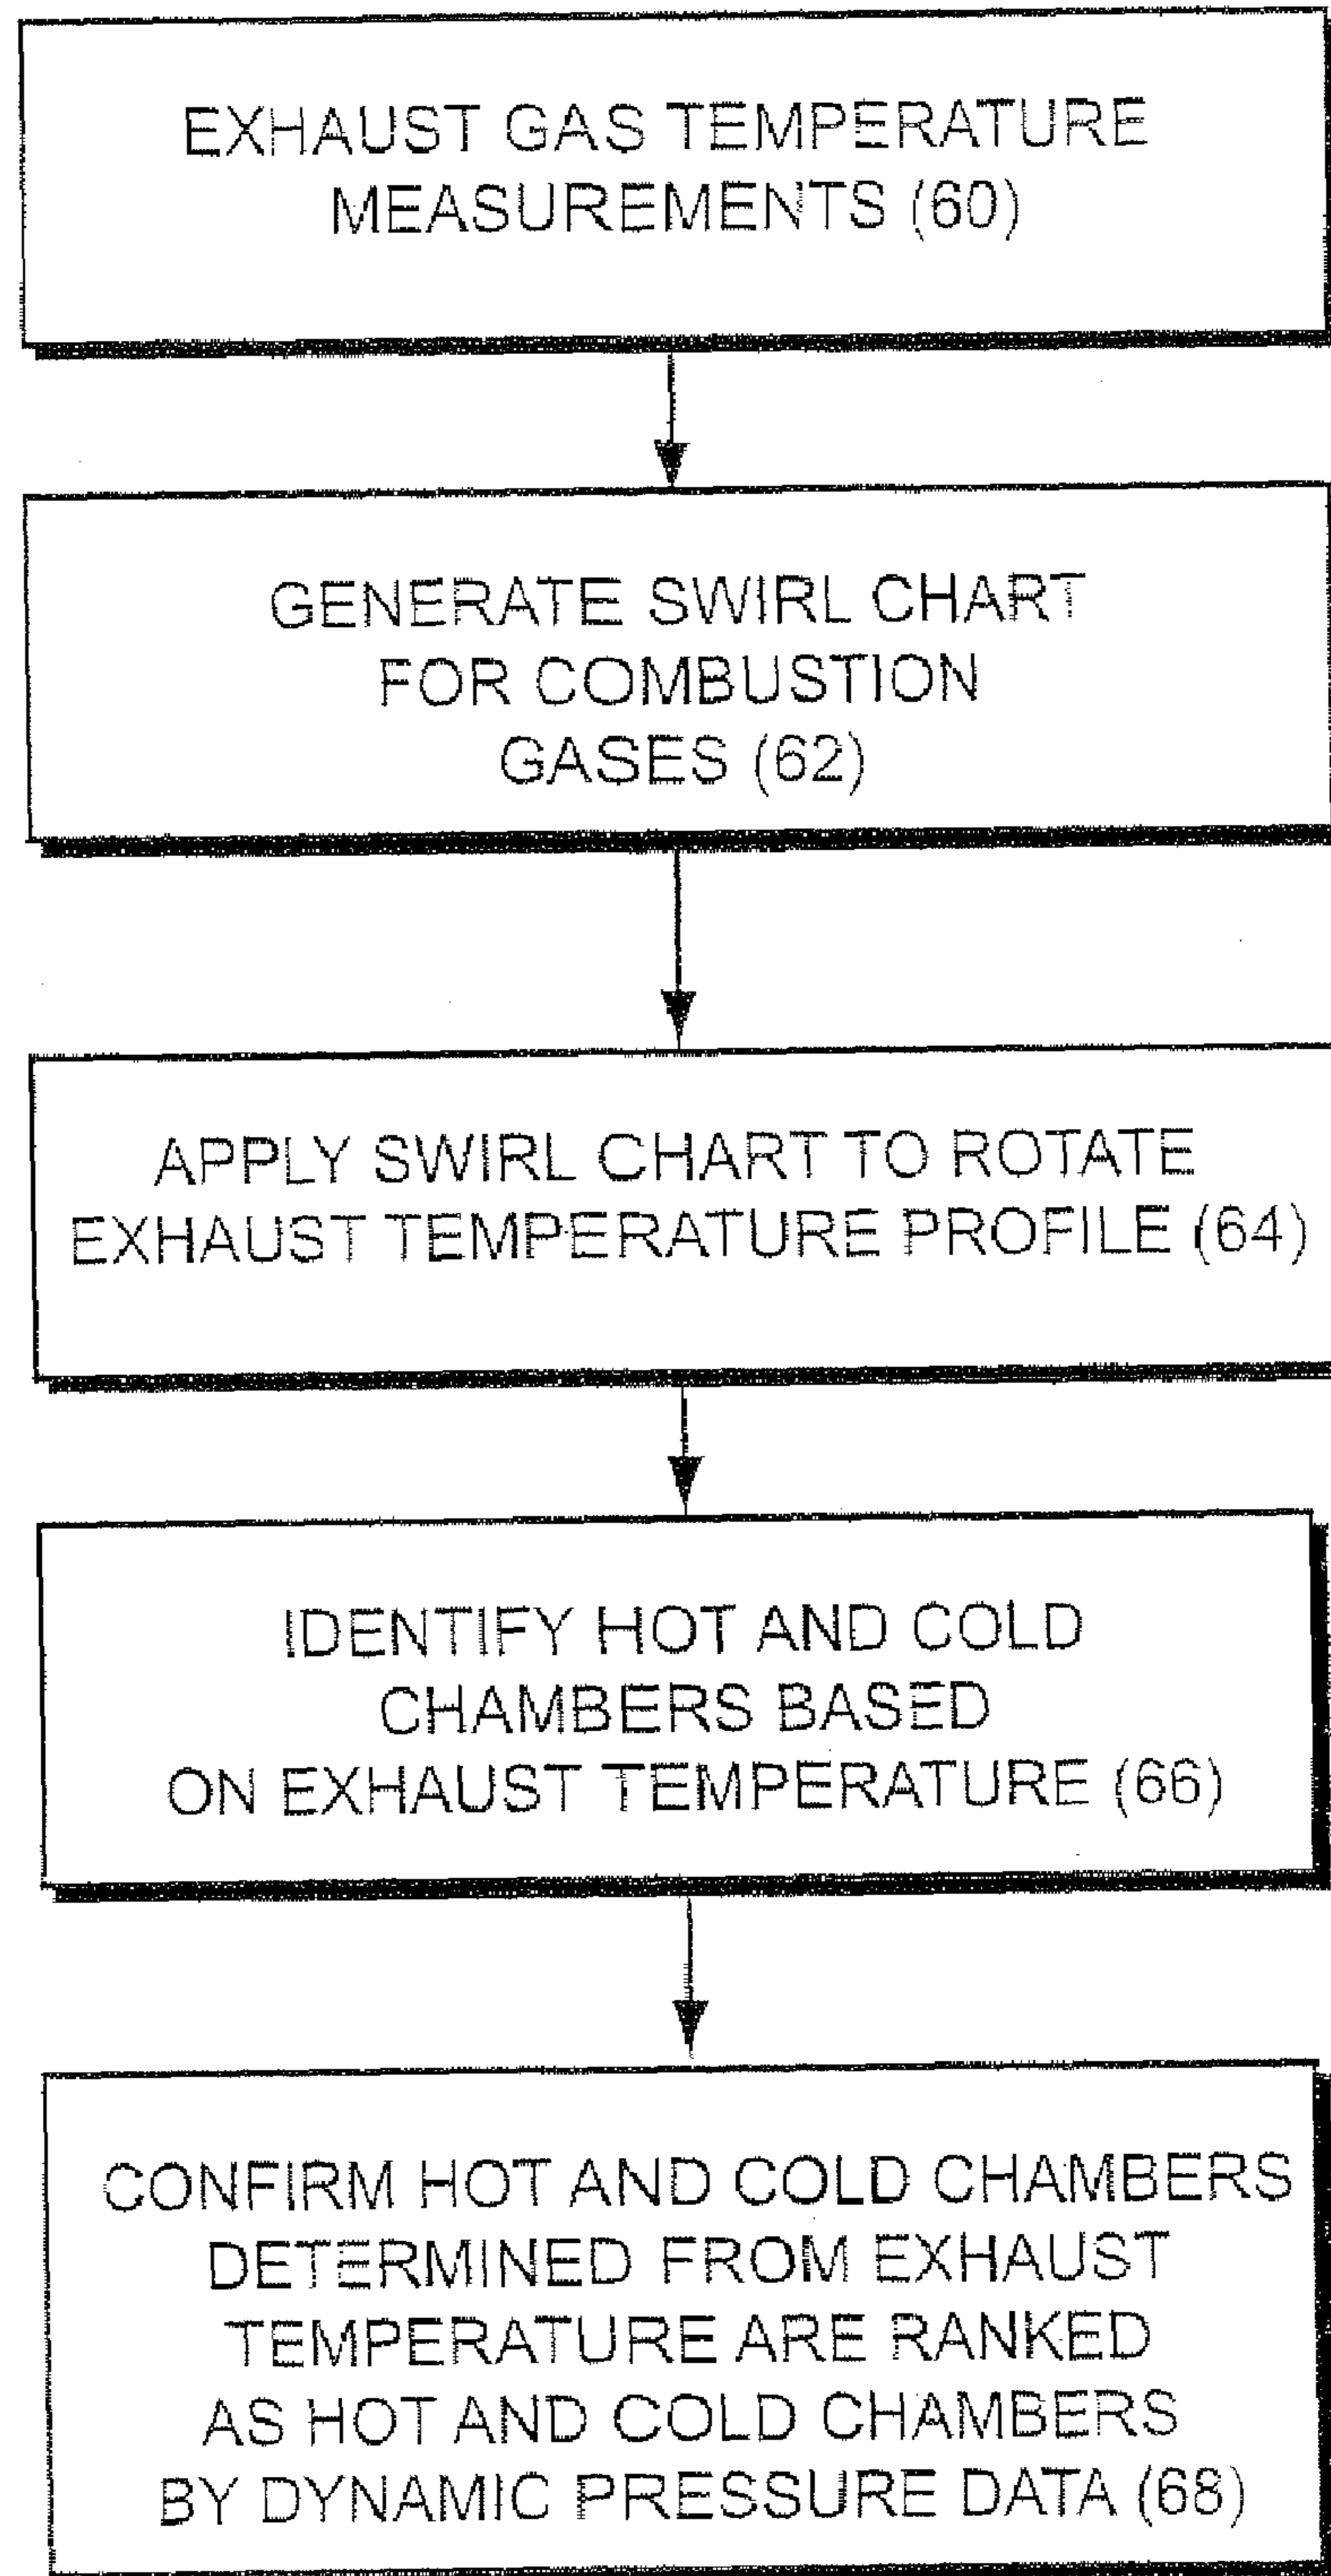 EXHAUST GAS TEMPERATURE
MEASUREMENTS (60)
GENERATE SWIRL CHART
FOR COMBUSTION
GASES (62)
APPLY SWIRL CHART TO ROTATE
EXHAUST TEMPERATURE PROFILE (64)
IDENTIFY HOT AND COLD
CHAMBERS BASED
ON EXHAUST TEMPERATURE (66)
CONFIRM HOT AND COLD CHAMBERS
DETERMINED FROM EXHAUST
TEMPERATURE ARE RANKED
AS HOT AND COLD CHAMBERS
BY DYNAMIC PRESSURE DATA (68)